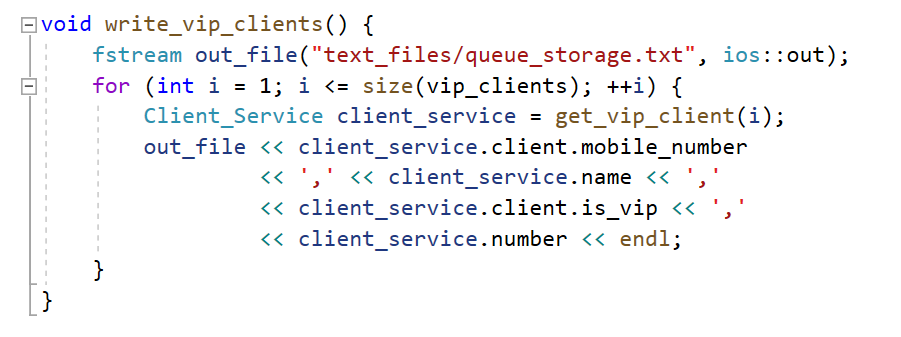 void write_vip_clients() {
    fstream out_file("text_files/queue_storage.txt", ios::out);
    for (int i = 1; i <= size(vip_clients); ++i) {
        Client_Service client_service = get_vip_client(i);
        out_file << client_service.client.mobile_number
                 << ',' << client_service.name << ','
                 << client_service.client.is_vip << ','
                 << client_service.number << endl;
    }
}